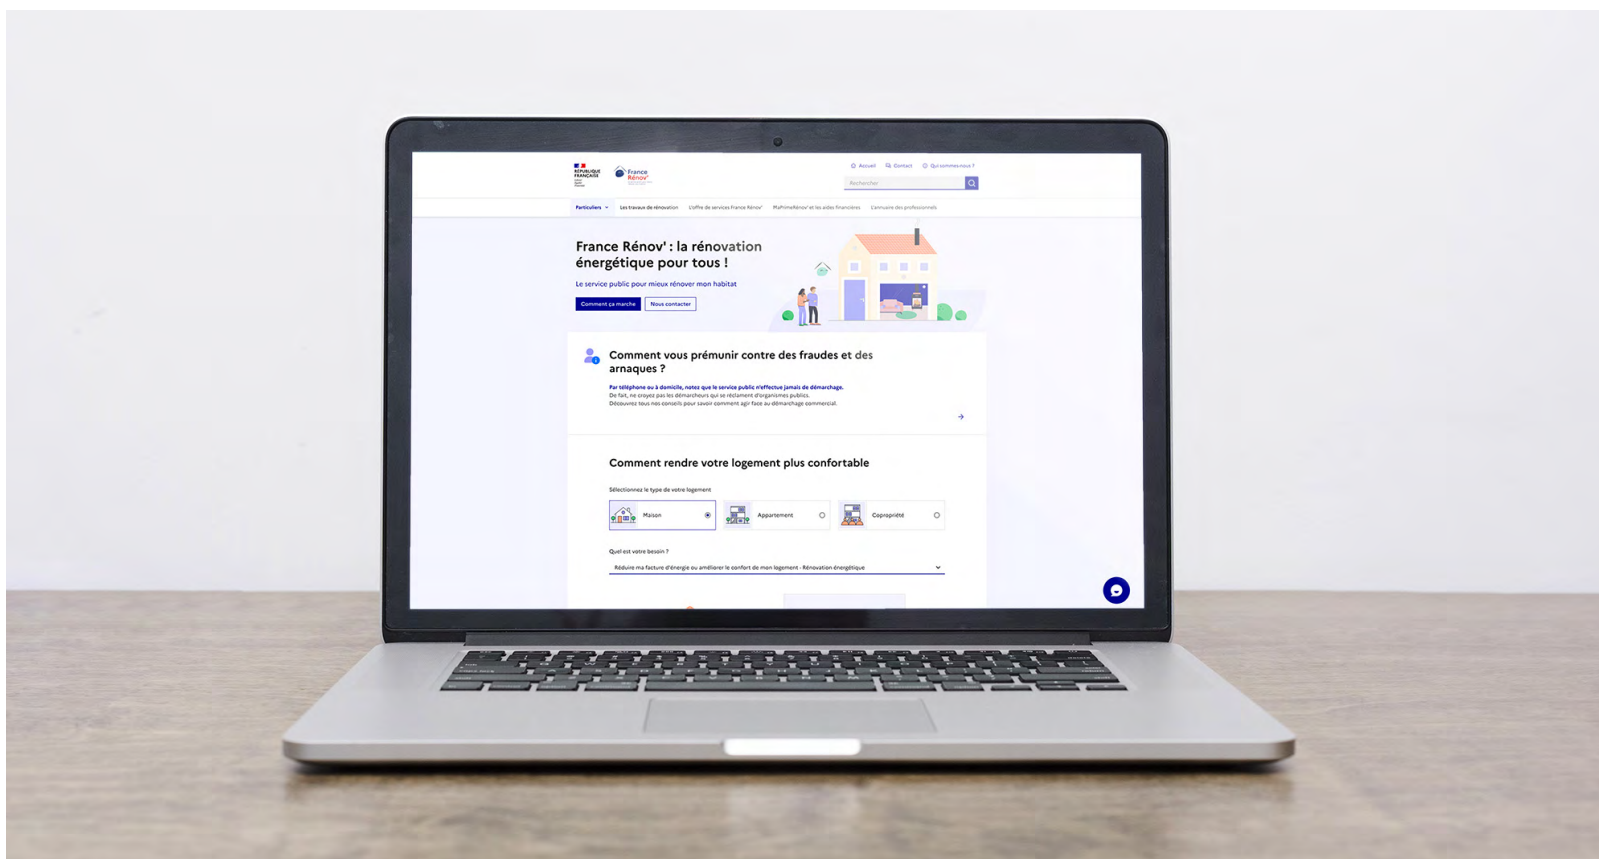 RÉPUBLIQUE
FRANÇAISE
France
Rénov'
Accueil
Contact
Qui sommes-nous ?
Rechercher
Particuliers
Les travaux de rénovation
L'offre de services France Rénov'
MaPrimeRénov' et les aides financières
L'annuaire des professionnels
France Rénov' : la rénovation
énergétique pour tous !
Le service public pour mieux rénover mon habitat
Comment ça marche
Nous contacter
Comment vous prémunir contre des fraudes et des
arnaques ?
Par téléphone ou à domicile, notez que le service public n'effectue jamais de démarchage.
De fait, ne croyez pas les démarcheurs qui se réclament d'organismes publics.
Découvrez tous nos conseils pour savoir comment agir face au démarchage commercial.
Comment rendre votre logement plus confortable
Sélectionnez le type de votre logement
Maison
Appartement
Copropriété
Quel est votre besoin ?
Réduire ma facture d'énergie ou améliorer le confort de mon logement - Rénovation énergétique